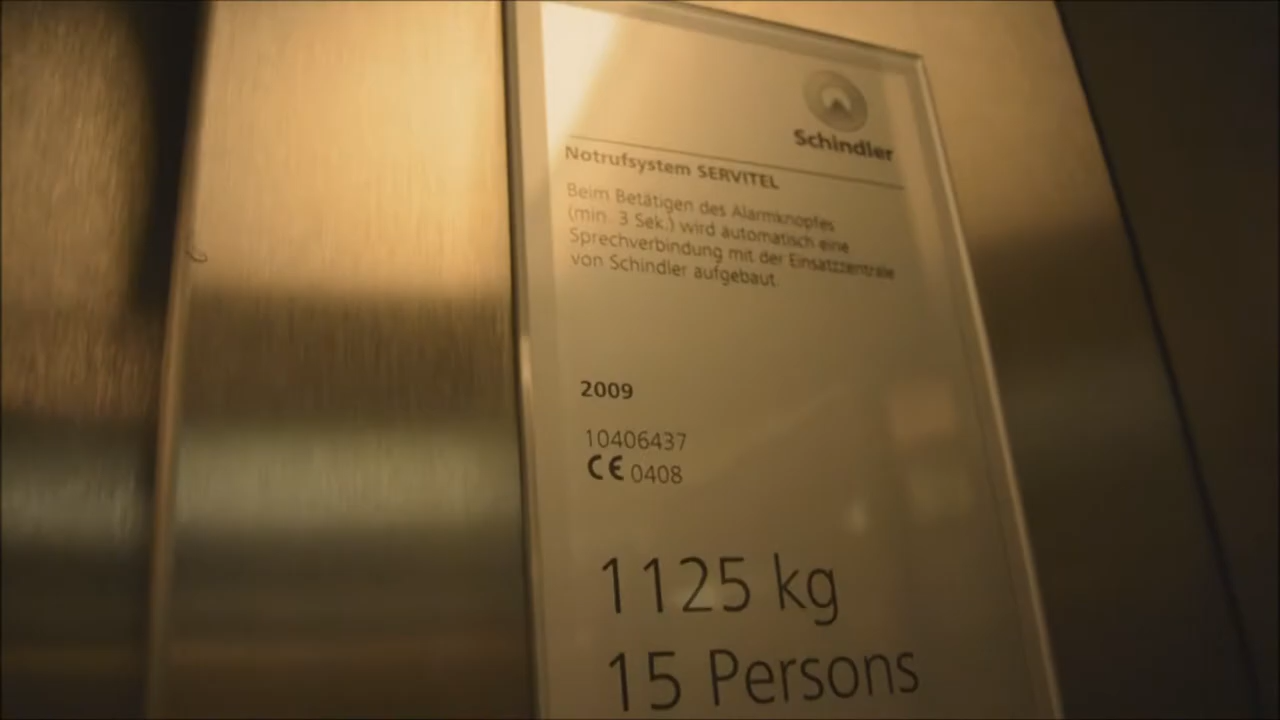 Schindler
Notrufsystem SERVITEL
Beim Betätigen des Alarmknopfes
(min. 3 Sek.) wird automatisch eine
Sprechverbindung mit der Einsatzzentrale
von Schindler aufgebaut.
2009
10406437
CE 0408
1125 kg
15 Persons